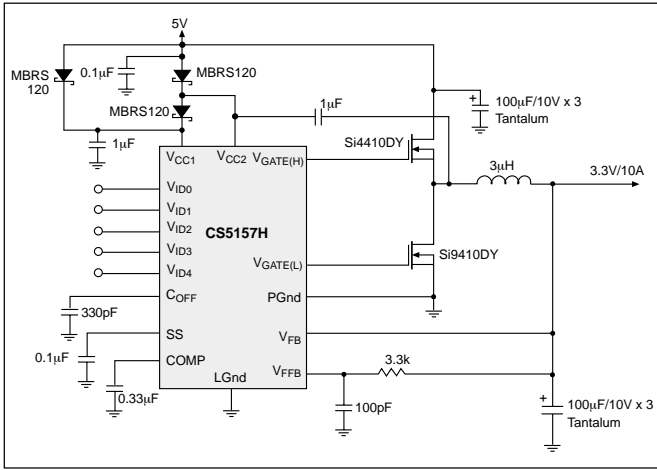 5V
MBRS
120
0.1μF
MBRS120
MBRS120
1μF
1μF
100μF/10V x 3
Tantalum
Si4410DY
3μH
3.3V/10A
VCC1
VCC2
VGATE(H)
VID0
VID1
VID2
VID3
VID4
CS5157H
VGATE(L)
Si9410DY
COFF
PGnd
330pF
SS
VFB
0.1μF
COMP
VFFB
3.3k
LGnd
0.33μF
100pF
100μF/10V x 3
Tantalum